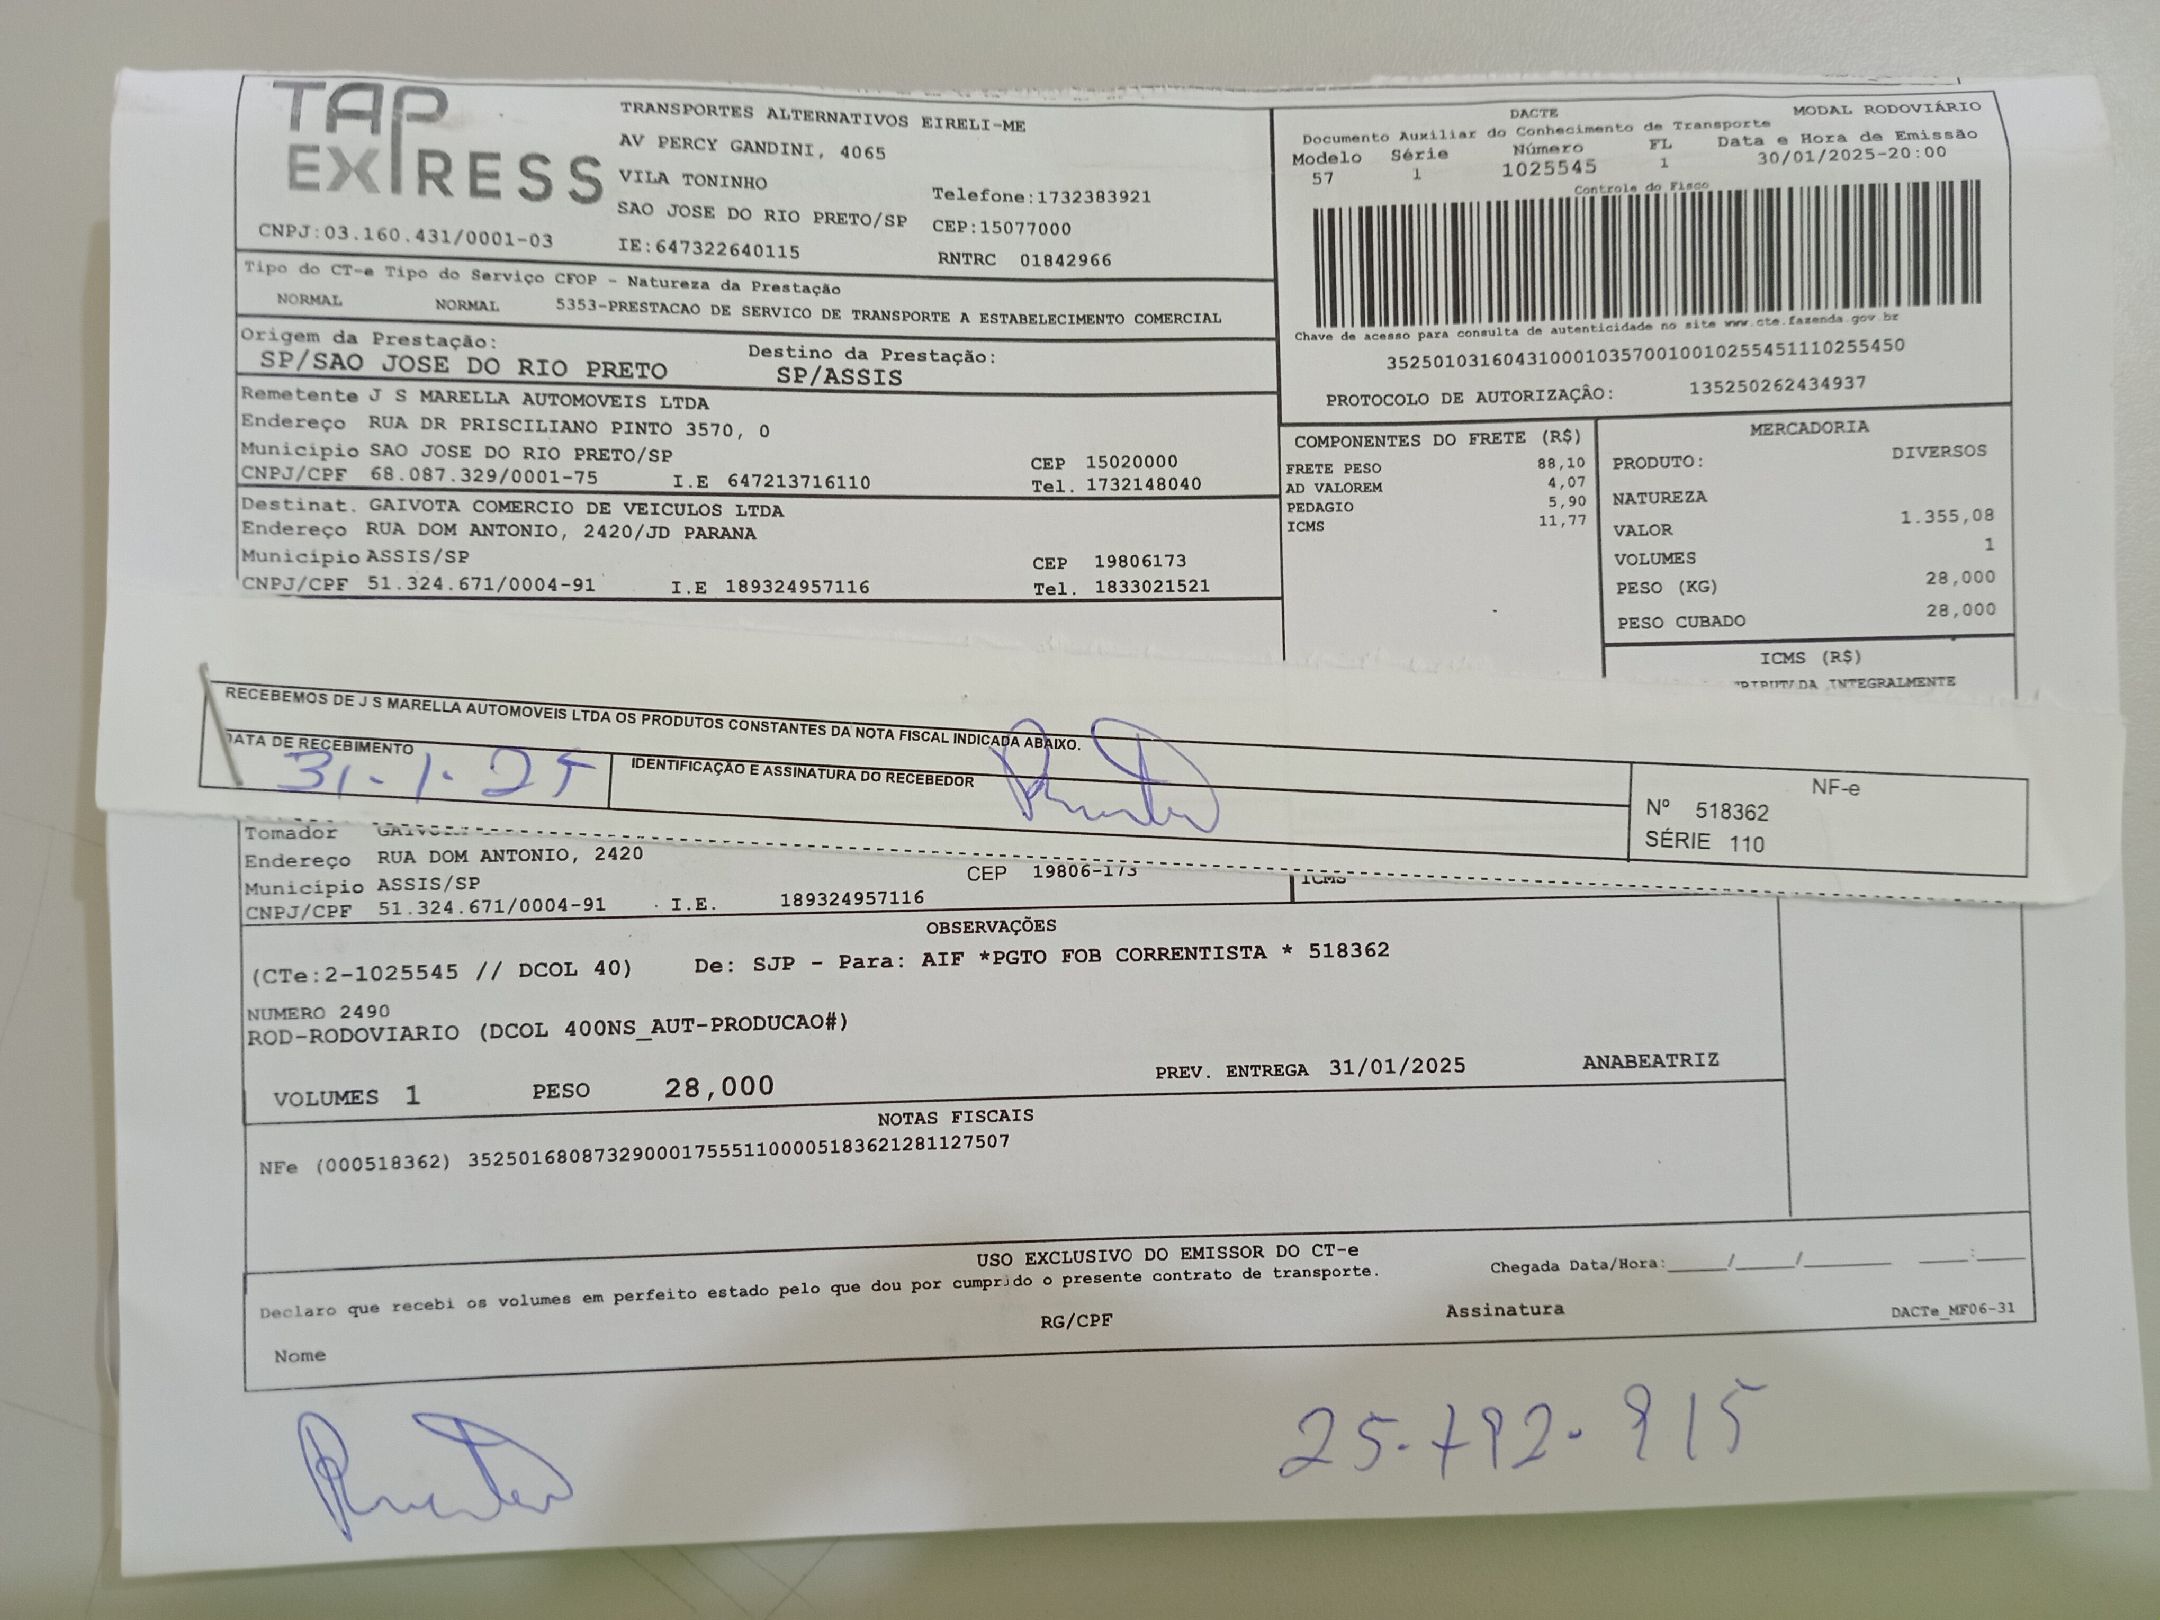 TAP EXPRESS
TRANSPORTES ALTERNATIVOS EIRELI-ME
AV PERCY GANDINI, 4065
VILA TONINHO
Telefone:1732383921
SAO JOSE DO RIO PRETO/SP CEP:15077000
CNPJ:03.160.431/0001-03
IE:647322640115 RNTRC 01842966
DACTE MODAL RODOVIÁRIO
Documento Auxiliar do Conhecimento de Transporte
Modelo Série Número FL Data e Hora de Emissão
57 1 1025545 1 30/01/2025-20:00
Controle do Fisco
Chave de acesso para consulta de autenticidade no site www.cte.fazenda.gov.br
35250103160431000103570010010255451110255450
PROTOCOLO DE AUTORIZAÇÂO: 135250262434937
Tipo do CT-e Tipo do Serviço CFOP - Natureza da Prestação
NORMAL NORMAL 5353-PRESTACAO DE SERVICO DE TRANSPORTE A ESTABELECIMENTO COMERCIAL
Origem da Prestação: Destino da Prestação:
SP/SAO JOSE DO RIO PRETO SP/ASSIS
Remetente J S MARELLA AUTOMOVEIS LTDA
Endereço RUA DR PRISCILIANO PINTO 3570, 0
Município SAO JOSE DO RIO PRETO/SP CEP 15020000
CNPJ/CPF 68.087.329/0001-75 I.E 647213716110 Tel. 1732148040
Destinat. GAIVOTA COMERCIO DE VEICULOS LTDA
Endereço RUA DOM ANTONIO, 2420/JD PARANA
Município ASSIS/SP CEP 19806173
CNPJ/CPF 51.324.671/0004-91 I.E 189324957116 Tel. 1833021521
COMPONENTES DO FRETE (R$)
FRETE PESO 88,10
AD VALOREM 4,07
PEDAGIO 5,90
ICMS 11,77
MERCADORIA
PRODUTO: DIVERSOS
NATUREZA
VALOR 1.355,08
VOLUMES 1
PESO (KG) 28,000
PESO CUBADO 28,000
ICMS (R$)
INTEGRALMENTE
RECEBEMOS DE J S MARELLA AUTOMOVEIS LTDA OS PRODUTOS CONSTANTES DA NOTA FISCAL INDICADA ABAIXO.
DATA DE RECEBIMENTO IDENTIFICAÇÃO E ASSINATURA DO RECEBEDOR
31-1-25
NF-e
Nº 518362
SÉRIE 110
Tomador
Endereço RUA DOM ANTONIO, 2420
Município ASSIS/SP CEP 19806-173
CNPJ/CPF 51.324.671/0004-91 I.E. 189324957116
ICMS
OBSERVAÇÕES
(CTe:2-1025545 // DCOL 40) De: SJP - Para: AIF *PGTO FOB CORRENTISTA * 518362
NUMERO 2490
ROD-RODOVIARIO (DCOL 400NS_AUT-PRODUCAO#)
VOLUMES 1 PESO 28,000 PREV. ENTREGA 31/01/2025 ANABEATRIZ
NOTAS FISCAIS
NFe (000518362) 35250168087329000175551100005183621281127507
USO EXCLUSIVO DO EMISSOR DO CT-e
Declaro que recebi os volumes em perfeito estado pelo que dou por cumprido o presente contrato de transporte.
Chegada Data/Hora:_____/_____/_______ ____:____
Nome RG/CPF Assinatura DACTe_MF06-31
25.792.915